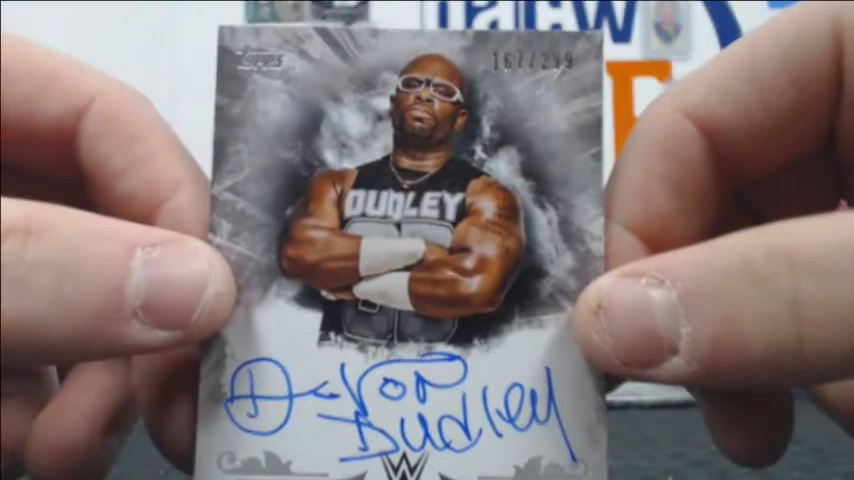 Topps
167/299
DUDLEY
D-Von
Dudley
W